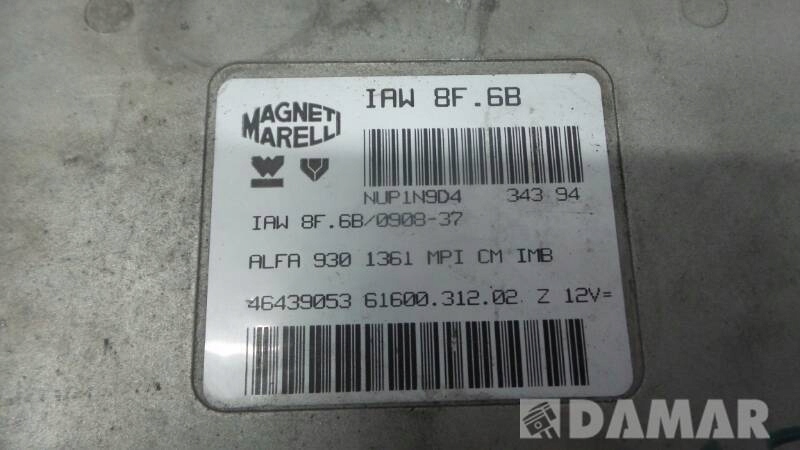 MAGNETI
MARELLI
IAW 8F.6B
NUP1N9D4 343 94
IAW 8F.6B/0908-37
ALFA 930 1361 MPI CM IMB
46439053 61600.312.02 Z 12V=
DAMAR